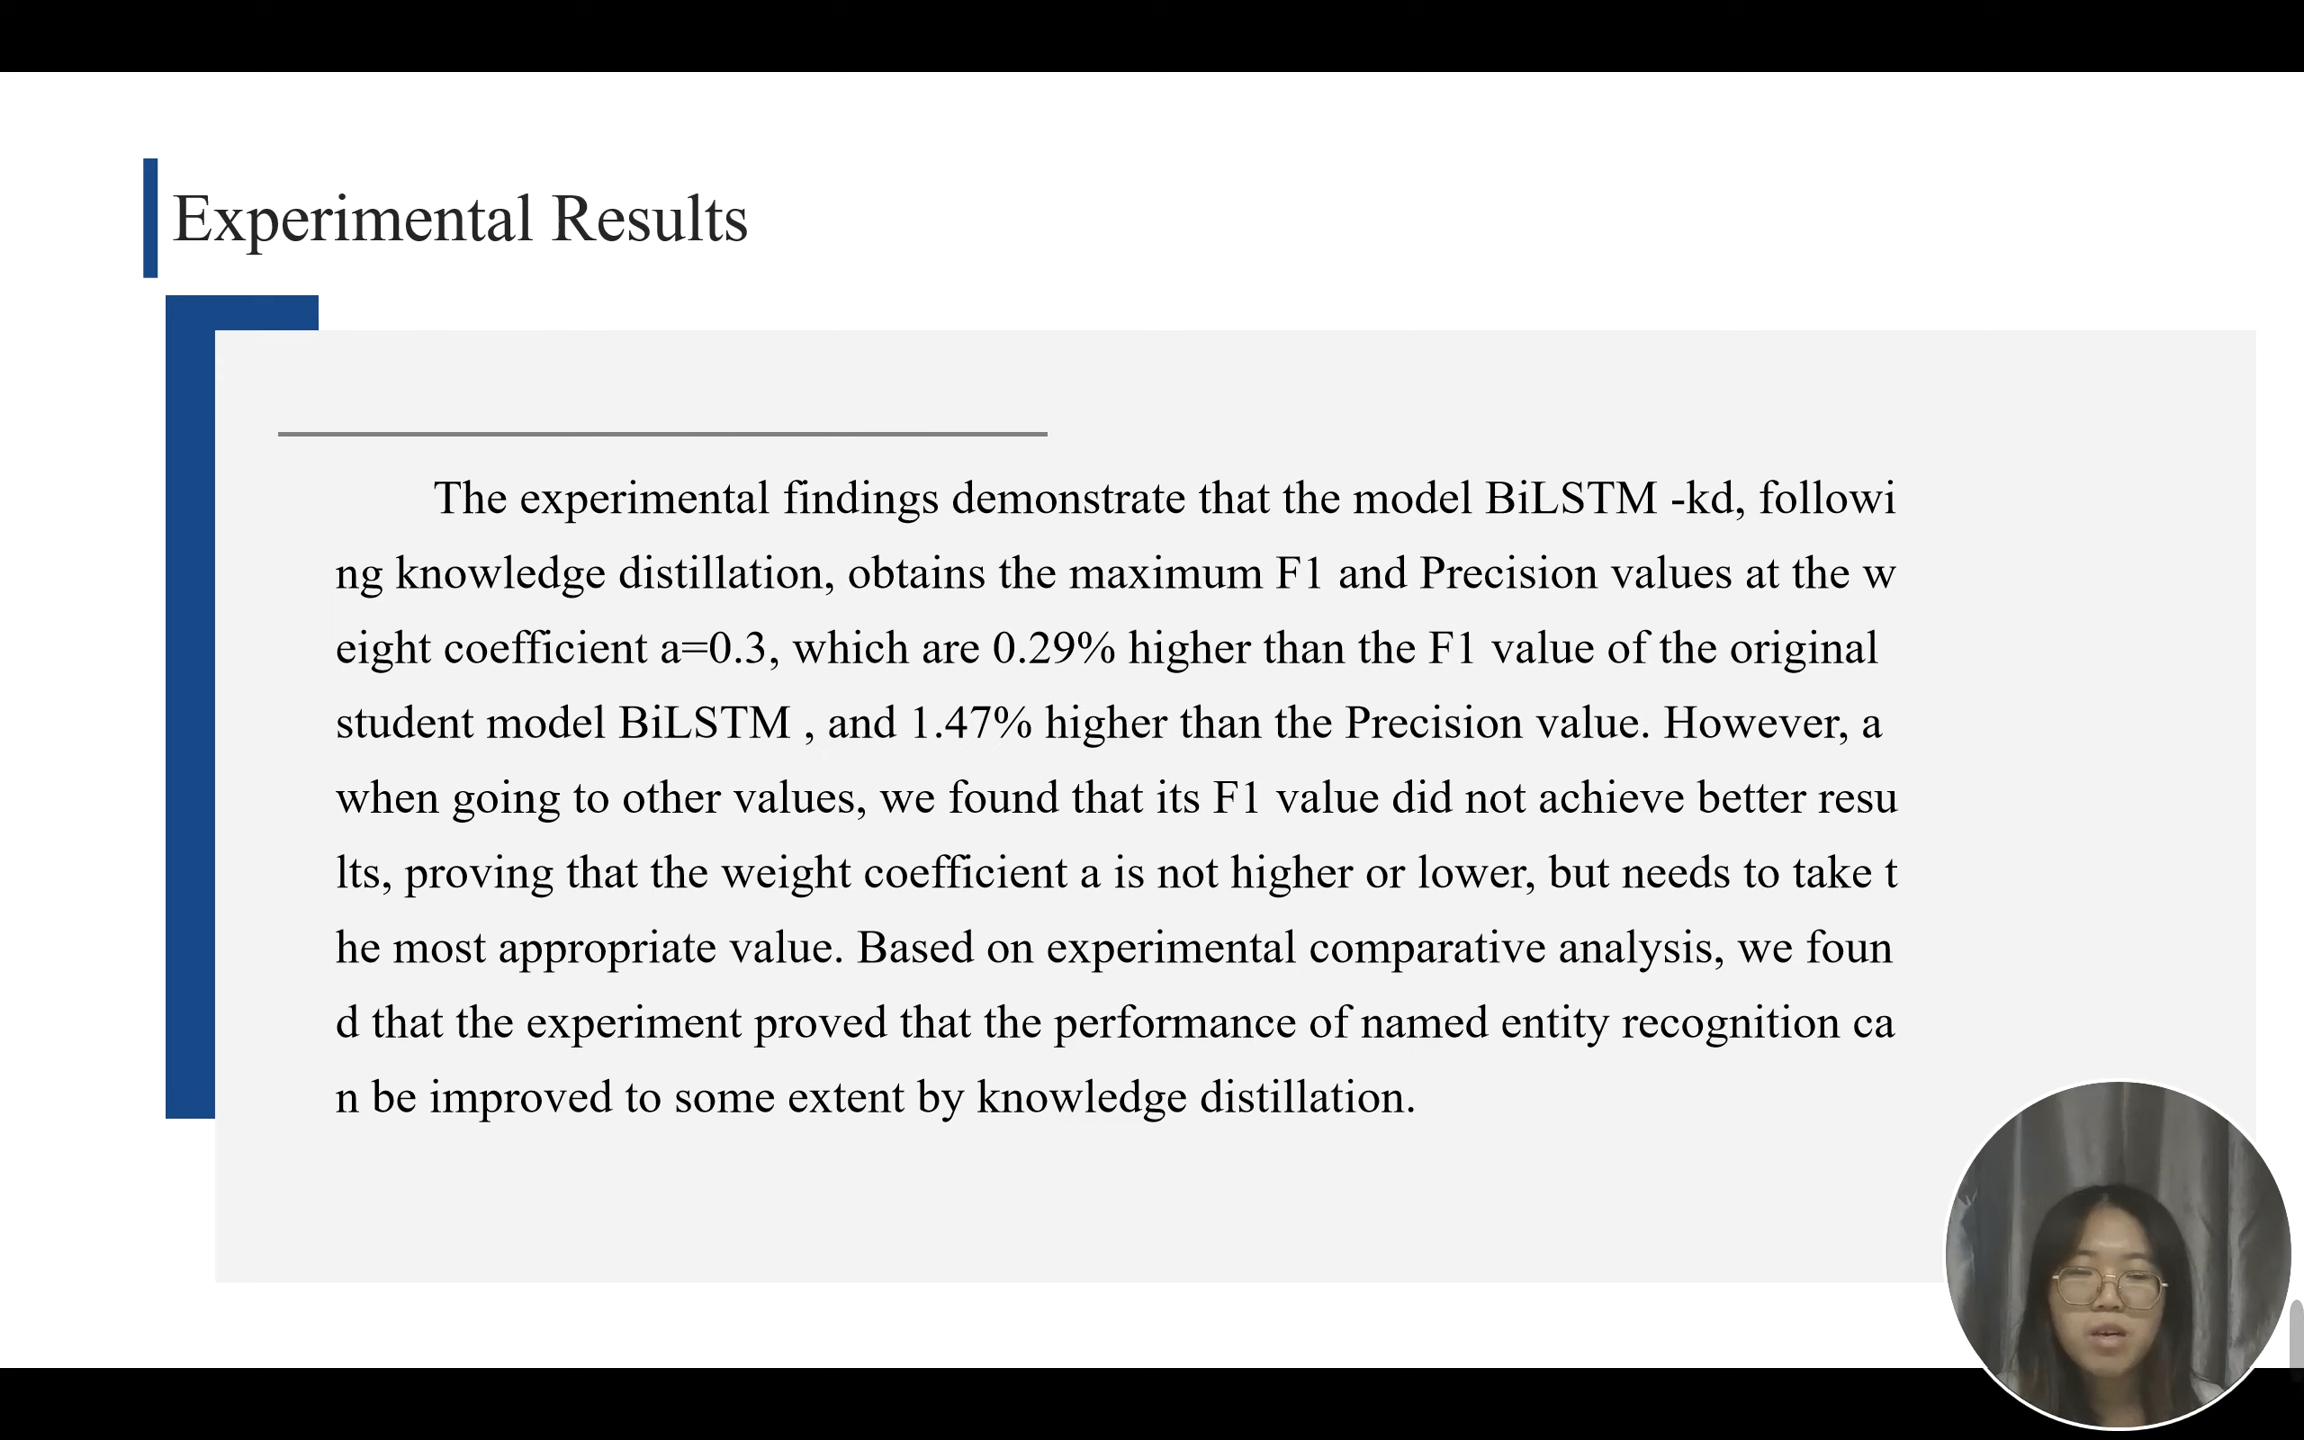 Experimental Results
The experimental findings demonstrate that the model BiLSTM -kd, followi
ng knowledge distillation, obtains the maximum F1 and Precision values at the w
eight coefficient a=0.3, which are 0.29% higher than the F1 value of the original
student model BiLSTM , and 1.47% higher than the Precision value. However, a
when going to other values, we found that its F1 value did not achieve better resu
lts, proving that the weight coefficient a is not higher or lower, but needs to take t
he most appropriate value. Based on experimental comparative analysis, we foun
d that the experiment proved that the performance of named entity recognition ca
n be improved to some extent by knowledge distillation.